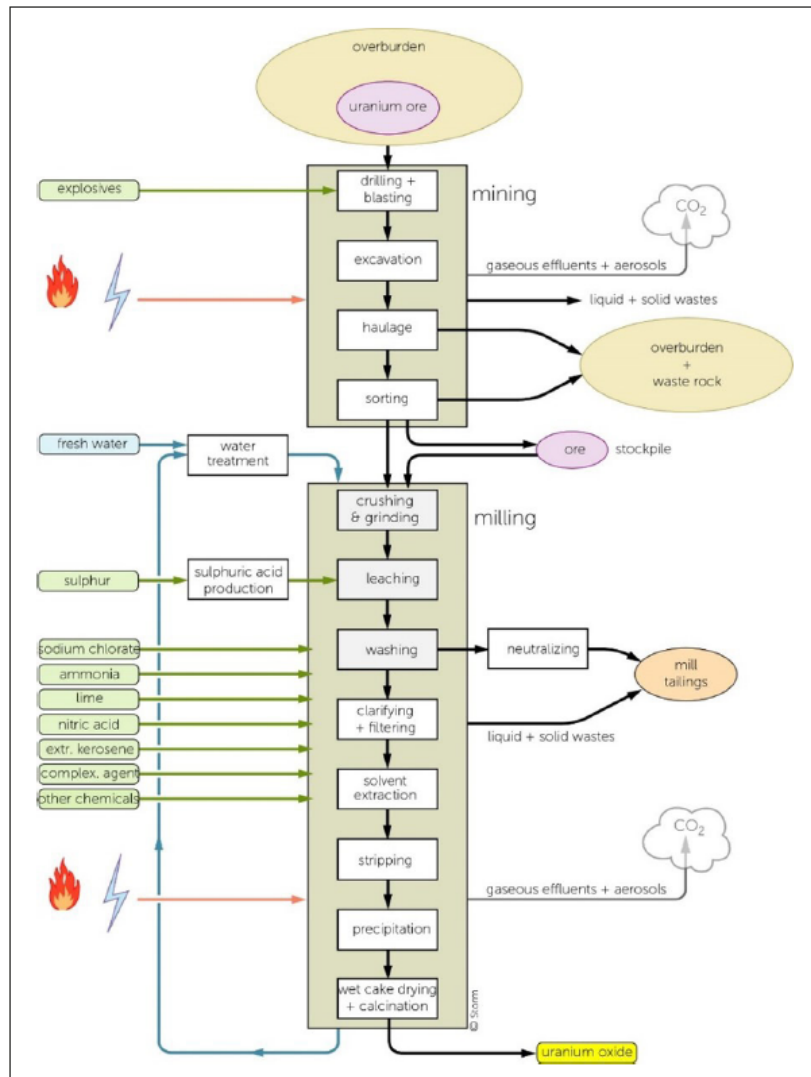 overburden
uranium ore
explosives
drilling +
blasting
mining
CO2
excavation
gaseous effluents + aerosols
liquid + solid wastes
haulage
overburden
+
waste rock
sorting
fresh water
water
treatment
ore
stockpile
crushing
& grinding
milling
sulphur
sulphuric acid
production
leaching
sodium chlorate
washing
neutralizing
mill
tailings
ammonia
lime
clarifying
+ filtering
nitric acid
liquid + solid wastes
extr. kerosene
complex. agent
solvent
extraction
other chemicals
CO2
stripping
gaseous effluents + aerosols
precipitation
wet cake drying
+ calcination
© Storm
uranium oxide